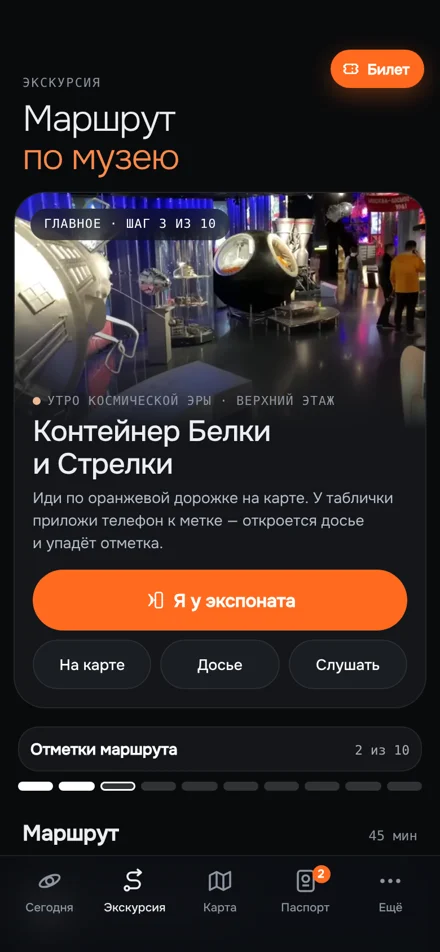 Билет
ЭКСКУРСИЯ
Маршрут
по музею
ГЛАВНОЕ · ШАГ 3 ИЗ 10
УТРО КОСМИЧЕСКОЙ ЭРЫ · ВЕРХНИЙ ЭТАЖ
Контейнер Белки
и Стрелки
Иди по оранжевой дорожке на карте. У таблички
приложи телефон к метке — откроется досье
и упадёт отметка.
Я у экспоната
На карте Досье Слушать
Отметки маршрута 2 из 10
Маршрут 45 мин
2
Сегодня Экскурсия Карта Паспорт Ещё